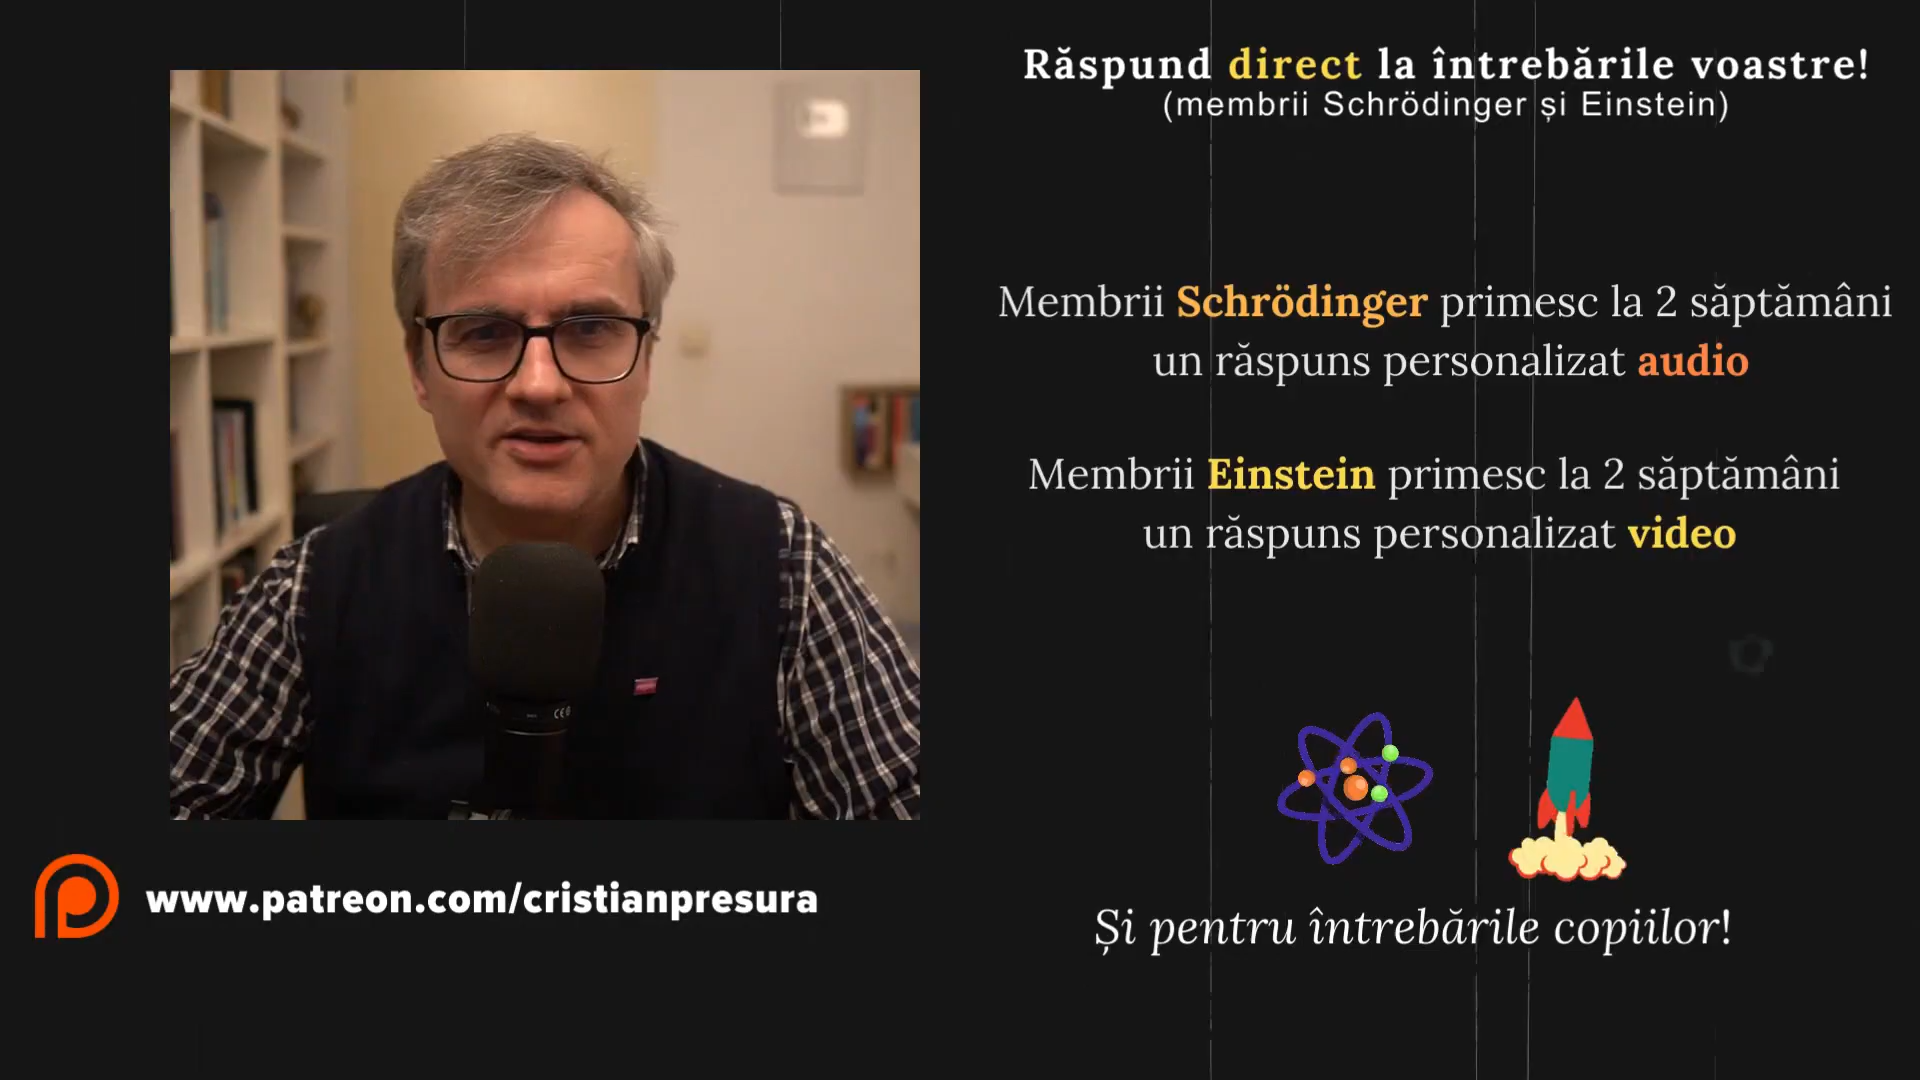 Răspund direct la întrebările voastre!
(membrii Schrödinger și Einstein)
Membrii Schrödinger primesc la 2 săptămâni
un răspuns personalizat audio
Membrii Einstein primesc la 2 săptămâni
un răspuns personalizat video
CE
www.patreon.com/cristianpresura
Și pentru întrebările copiilor!